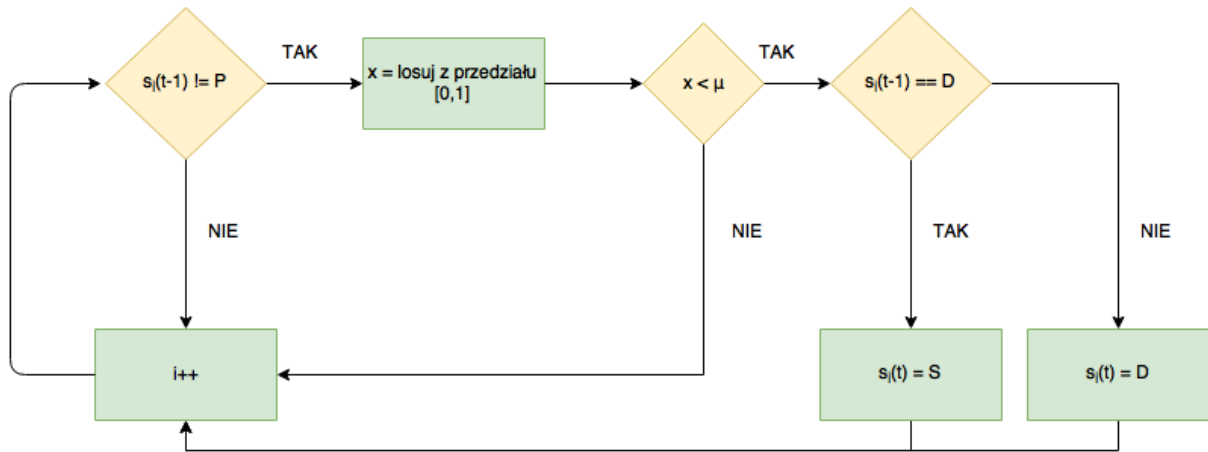 sᵢ(t-1) != P
TAK
x = losuj z przedziału
[0,1]
x < μ
TAK
sᵢ(t-1) == D
NIE
NIE
TAK
NIE
i++
sᵢ(t) = S
sᵢ(t) = D